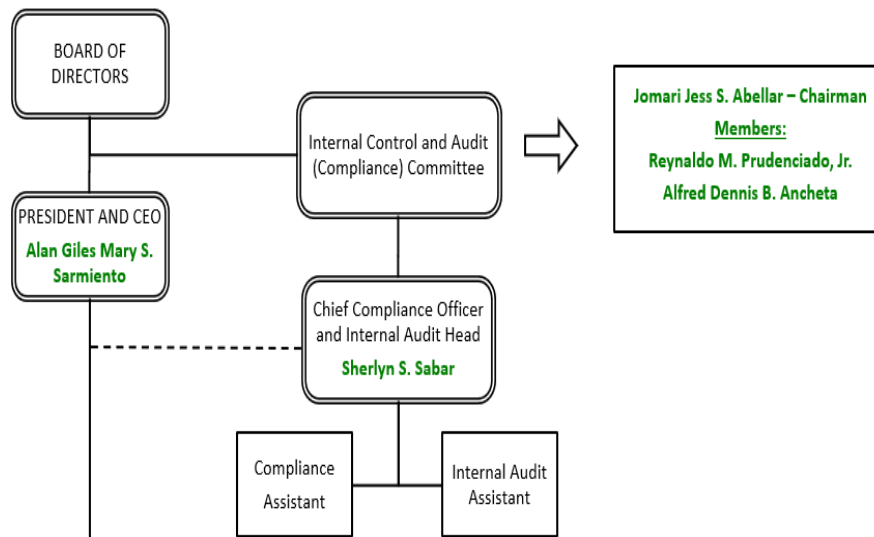 BOARD OF
DIRECTORS
Internal Control and Audit
(Compliance) Committee
Jomari Jess S. Abellar – Chairman
Members:
Reynaldo M. Prudenciado, Jr.
Alfred Dennis B. Ancheta
PRESIDENT AND CEO
Alan Giles Mary S.
Sarmiento
Chief Compliance Officer
and Internal Audit Head
Sherlyn S. Sabar
Compliance
Assistant
Internal Audit
Assistant